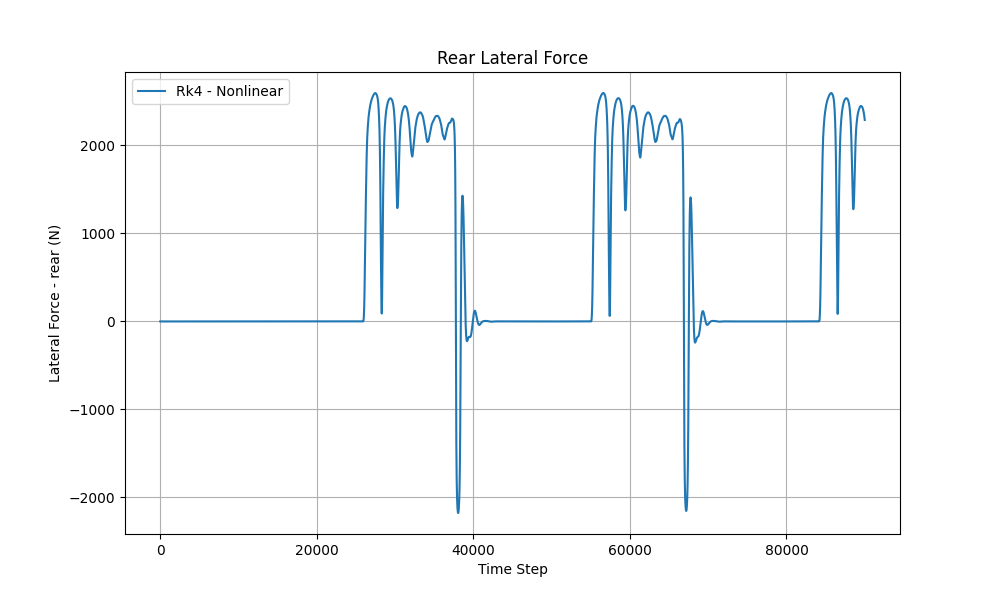 Rear Lateral Force
Rk4 - Nonlinear
Lateral Force - rear (N)
2000
1000
0
−1000
−2000
0
20000
40000
60000
80000
Time Step